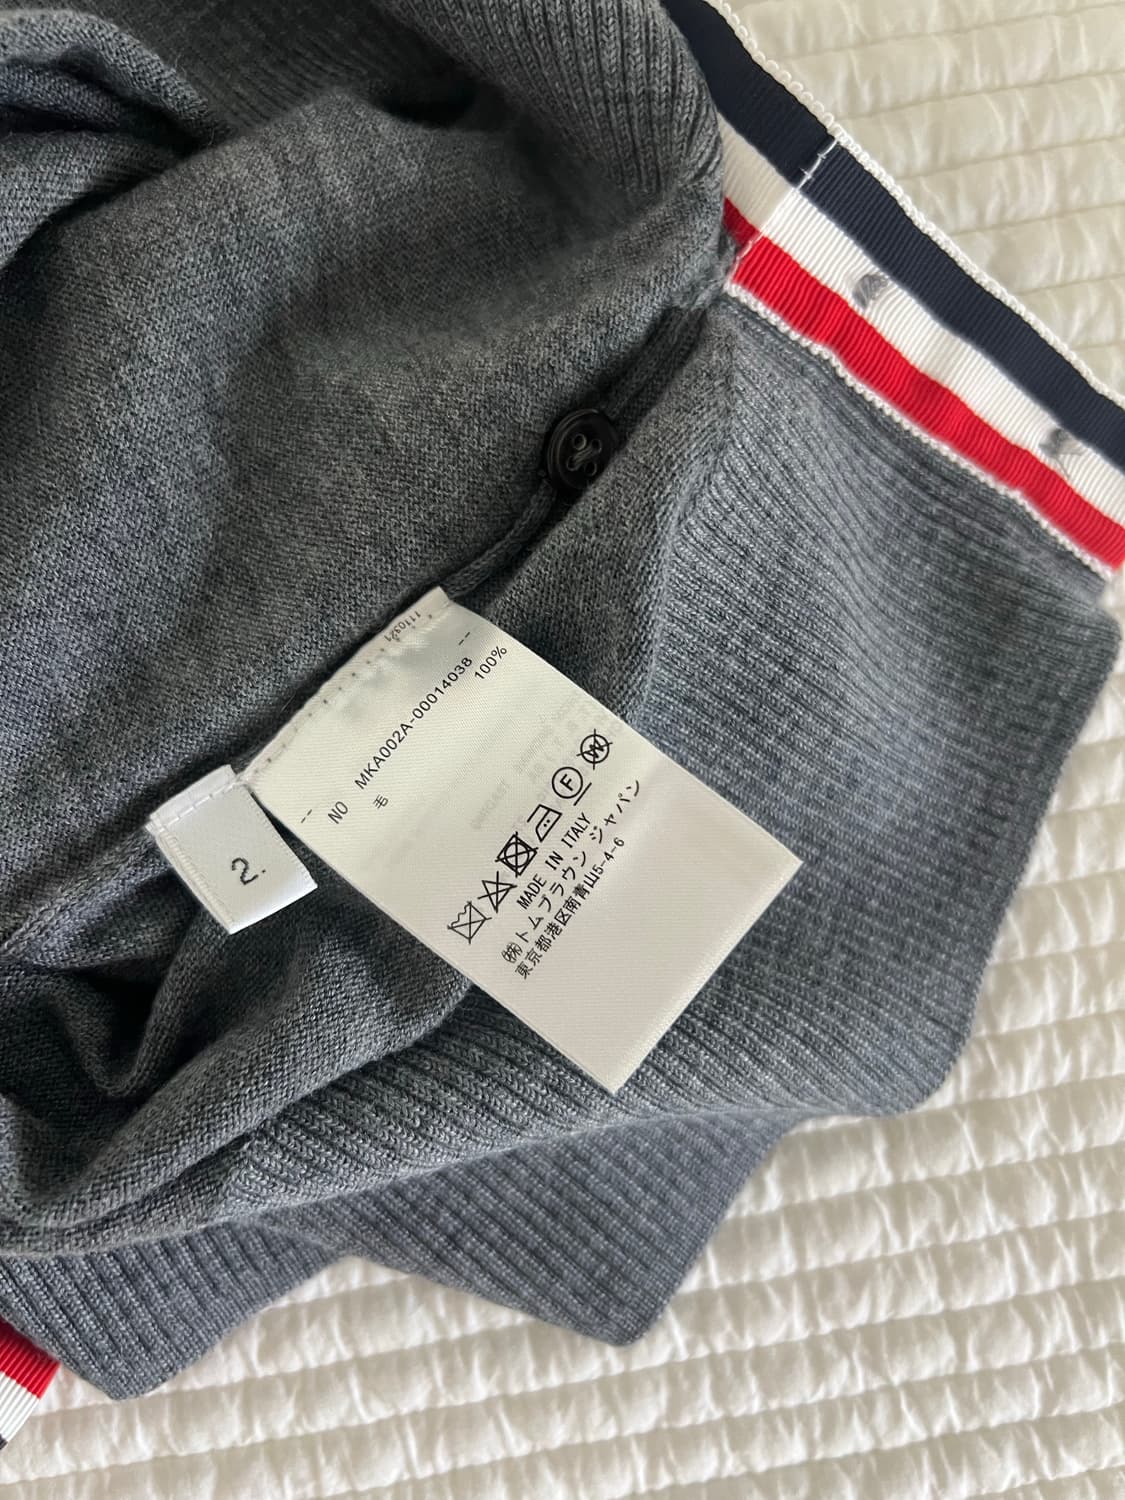 1110321
-- NO MKA002A-00014038 --
毛 100%
F W
MADE IN ITALY
㈱トムブラウン ジャパン
東京都港区南青山5-4-6
2.